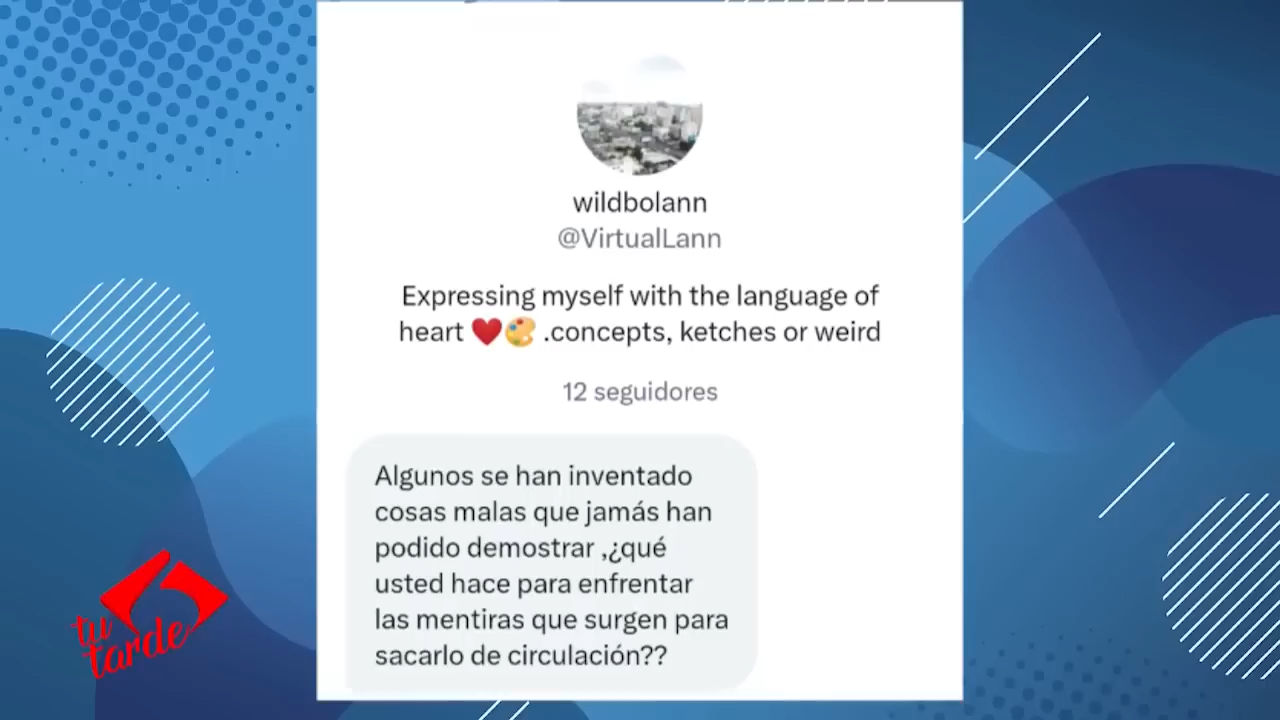 wildbolann
@VirtualLann
Expressing myself with the language of
heart ❤️🎨 .concepts, ketches or weird
12 seguidores
Algunos se han inventado
cosas malas que jamás han
podido demostrar ,¿qué
usted hace para enfrentar
las mentiras que surgen para
sacarlo de circulación??
tu
tarde
6